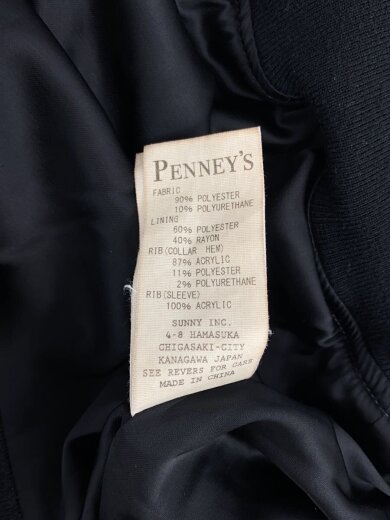 PENNEY'S
FABRIC
90% POLYESTER
10% POLYURETHANE
LINING
60% POLYESTER
40% RAYON
RIB(COLLAR HEM)
87% ACRYLIC
11% POLYESTER
2% POLYURETHANE
RIB(SLEEVE)
100% ACRYLIC
SUNNY INC.
4-8 HAMASUKA
CHIGASAKI-CITY
KANAGAWA JAPAN
SEE REVERS FOR CARE
MADE IN CHINA